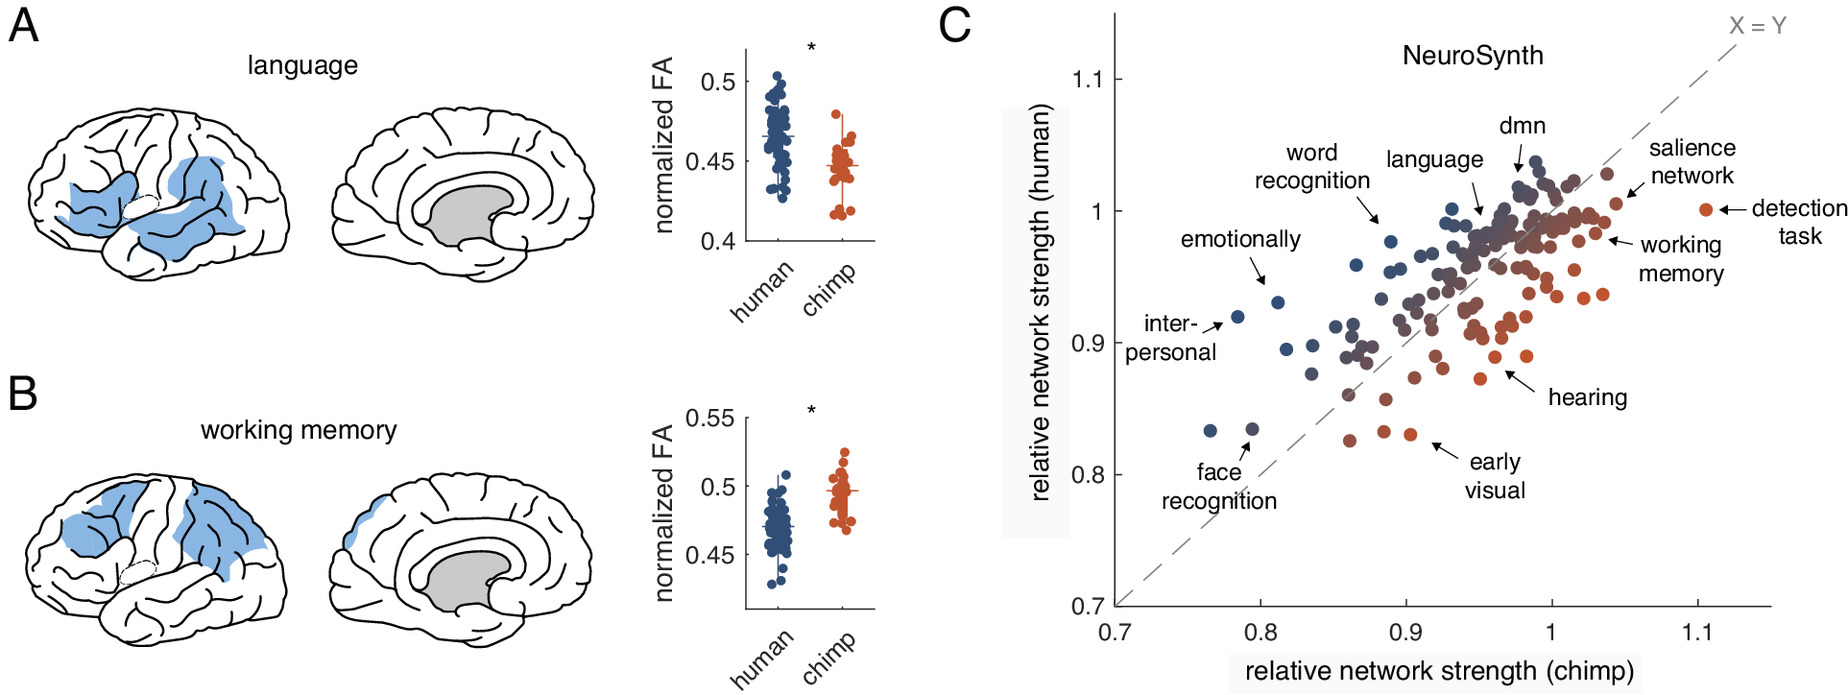 A
language
normalized FA
*
0.5
0.45
0.4
human
chimp
B
working memory
normalized FA
*
0.55
0.5
0.45
human
chimp
C
NeuroSynth
X = Y
relative network strength (human)
1.1
1
0.9
0.8
0.7
dmn
language
word
recognition
emotionally
inter-
personal
face
recognition
salience
network
detection
task
working
memory
hearing
early
visual
0.7
0.8
0.9
1
1.1
relative network strength (chimp)